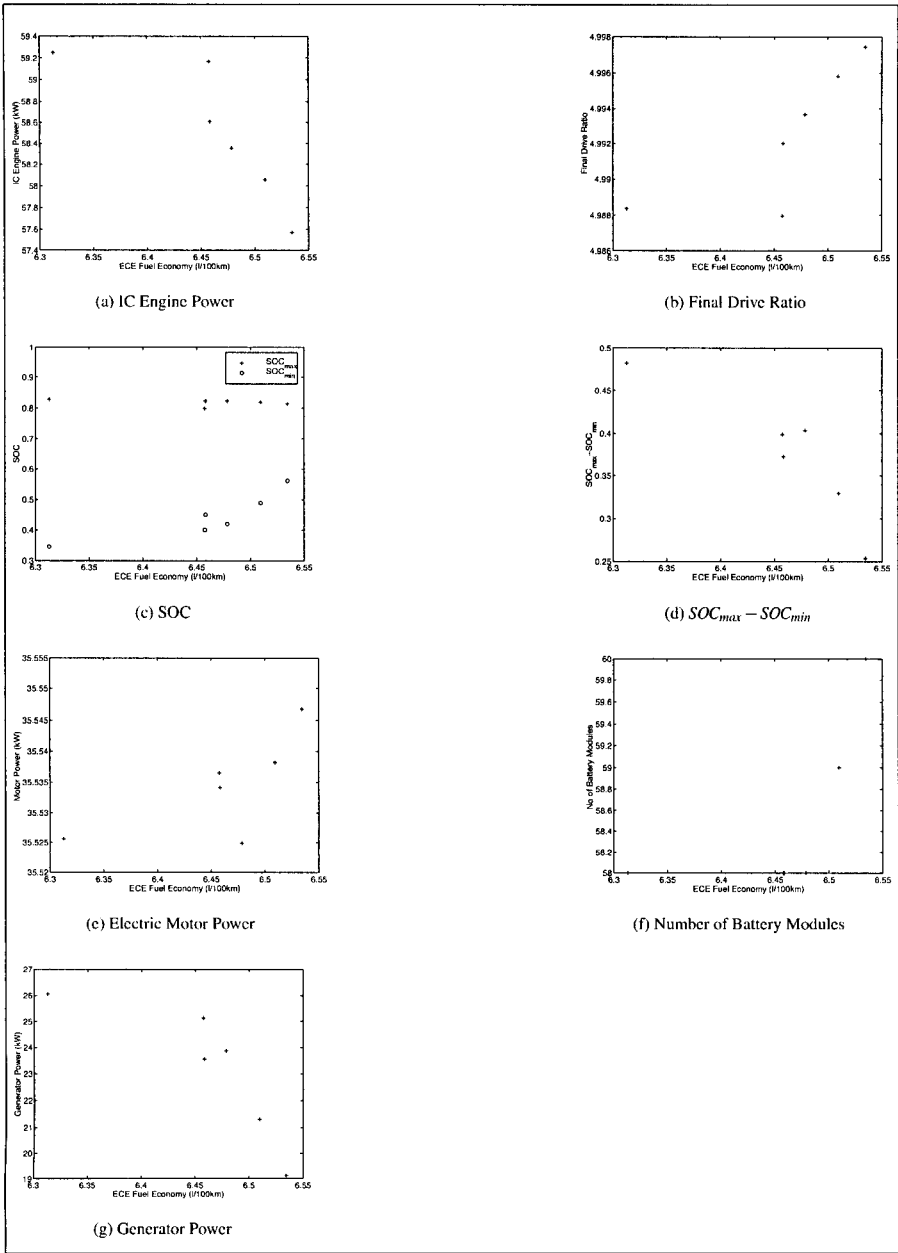 59.4
59.2
59
58.8
58.6
58.4
58.2
58
57.8
57.6
57.4
IC Engine Power (kW)
6.3 6.35 6.4 6.45 6.5 6.55
ECE Fuel Economy (l/100km)
(a) IC Engine Power
4.998
4.996
4.994
4.992
4.99
4.988
4.986
Final Drive Ratio
6.3 6.35 6.4 6.45 6.5 6.55
ECE Fuel Economy (l/100km)
(b) Final Drive Ratio
SOCmax
SOCmin
1
0.9
0.8
0.7
0.6
0.5
0.4
0.3
SOC
6.3 6.35 6.4 6.45 6.5 6.55
ECE Fuel Economy (l/100km)
(c) SOC
0.5
0.45
0.4
0.35
0.3
0.25
SOCmax-SOCmin
6.3 6.35 6.4 6.45 6.5 6.55
ECE Fuel Economy (l/100km)
(d) SOCmax − SOCmin
35.555
35.55
35.545
35.54
35.535
35.53
35.525
35.52
Motor Power (kW)
6.3 6.35 6.4 6.45 6.5 6.55
ECE Fuel Economy (l/100km)
(e) Electric Motor Power
60
59.8
59.6
59.4
59.2
59
58.8
58.6
58.4
58.2
58
No of Battery Modules
6.3 6.35 6.4 6.45 6.5 6.55
ECE Fuel Economy (l/100km)
(f) Number of Battery Modules
27
26
25
24
23
22
21
20
19
Generator Power (kW)
6.3 6.35 6.4 6.45 6.5 6.55
ECE Fuel Economy (l/100km)
(g) Generator Power